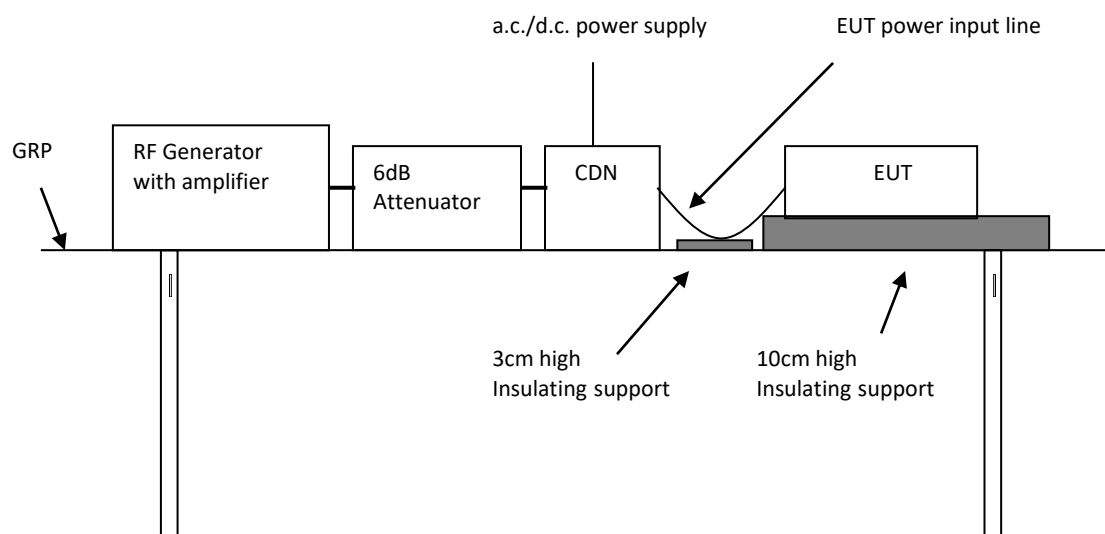 a.c./d.c. power supply
EUT power input line
GRP
RF Generator
with amplifier
6dB
Attenuator
CDN
EUT
3cm high
Insulating support
10cm high
Insulating support